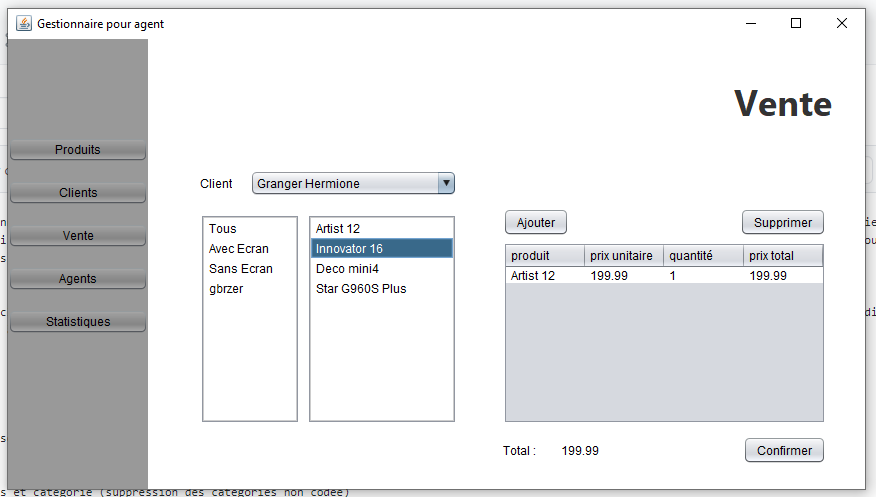 Gestionnaire pour agent
Vente
Produits
Clients
Vente
Agents
Statistiques
Client Granger Hermione
Tous
Avec Ecran
Sans Ecran
gbrzer
Artist 12
Innovator 16
Deco mini4
Star G960S Plus
Ajouter Supprimer
produit prix unitaire quantité prix total
Artist 12 199.99 1 199.99
Total : 199.99
Confirmer
s et catégorie (suppression des catégories non codée)